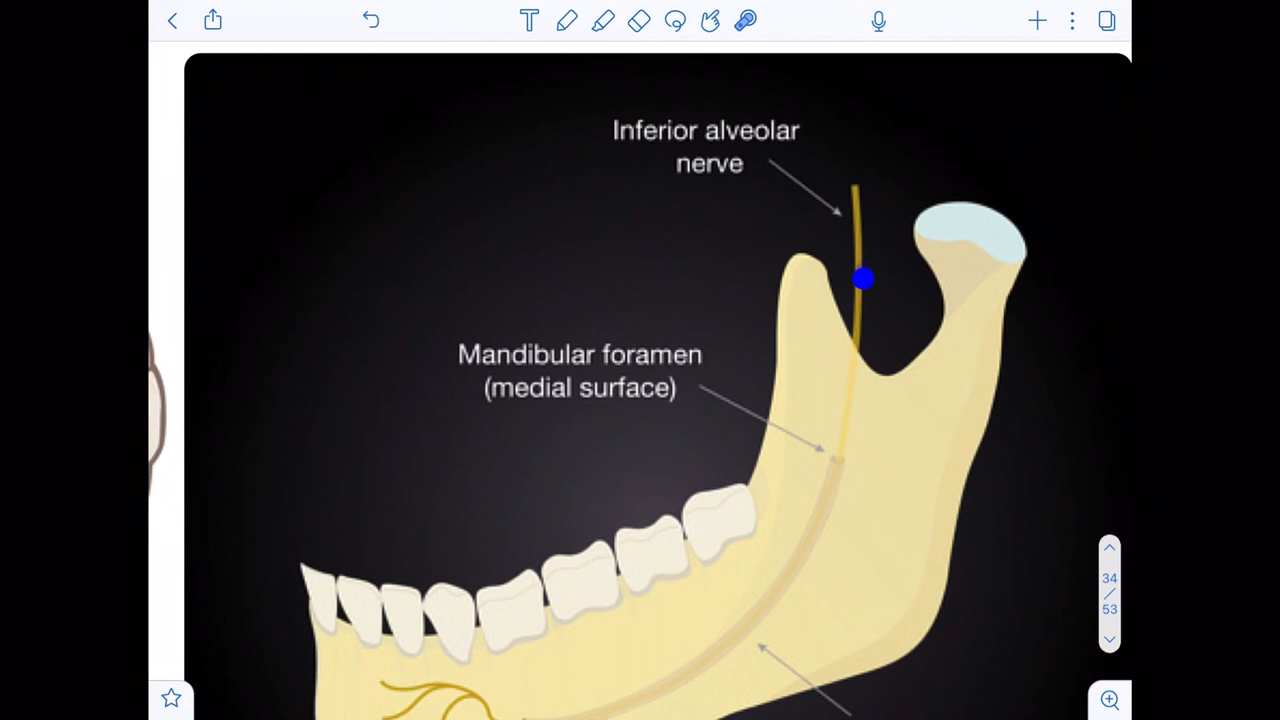 Inferior alveolar
nerve
Mandibular foramen
(medial surface)
34
/
53